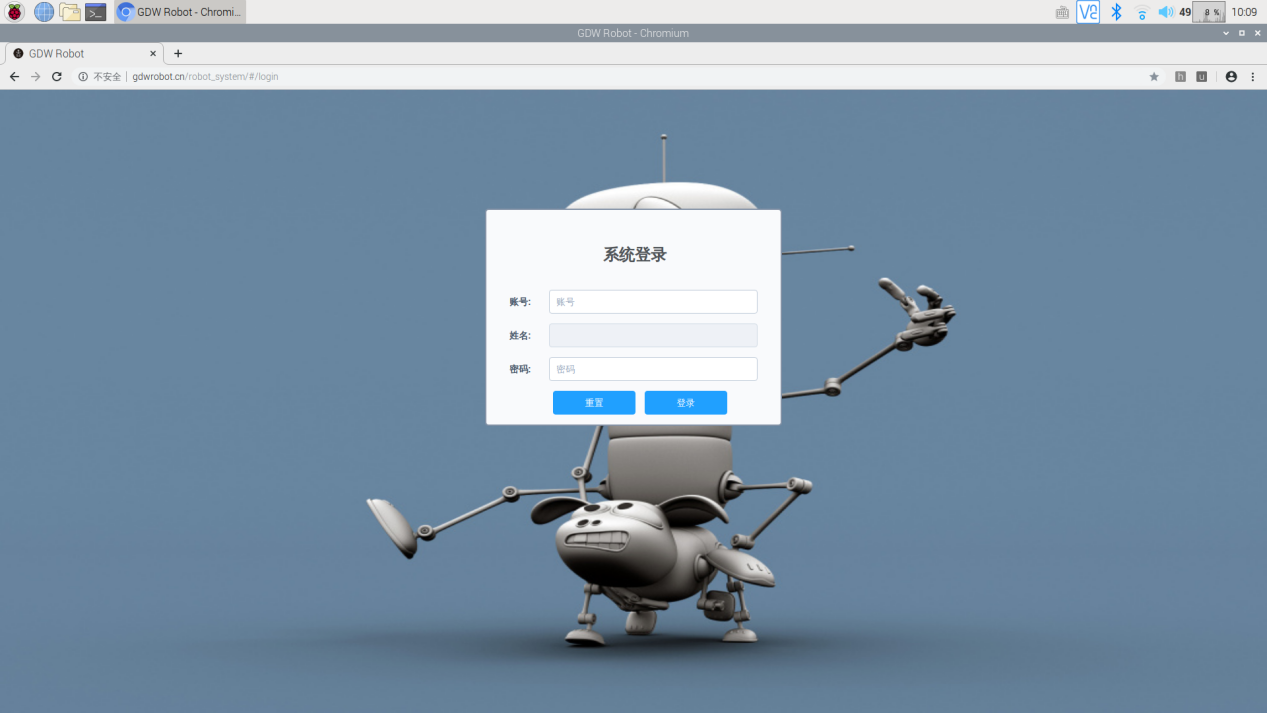 GDW Robot - Chromi...
49
8 %
10:09
GDW Robot - Chromium
GDW Robot
不安全 | gdwrobot.cn/robot_system/#/login
h
u
系统登录
账号: 账号
姓名:
密码: 密码
重置 登录